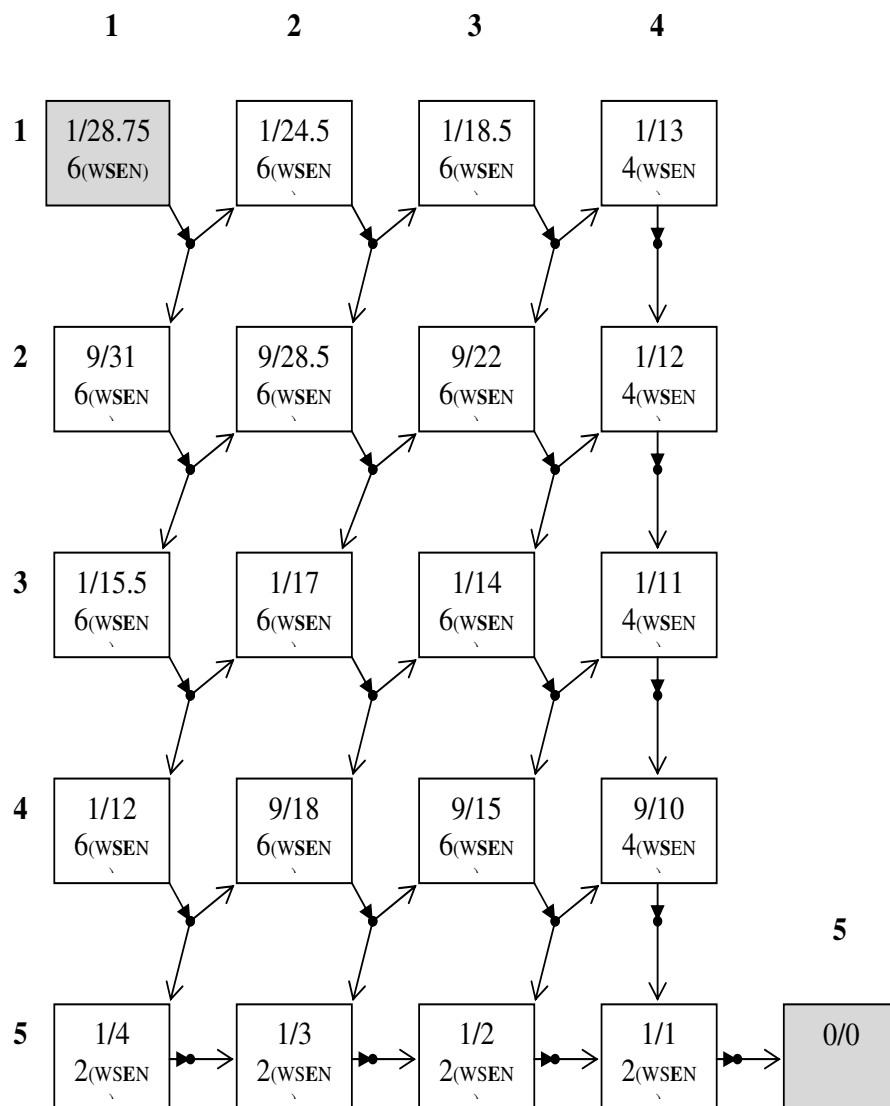 1 2 3 4
1 1/28.75 1/24.5 1/18.5 1/13
6(WSEN) 6(WSEN 6(WSEN 4(WSEN
2 9/31 9/28.5 9/22 1/12
6(WSEN 6(WSEN 6(WSEN 4(WSEN
3 1/15.5 1/17 1/14 1/11
6(WSEN 6(WSEN 6(WSEN 4(WSEN
4 1/12 9/18 9/15 9/10
6(WSEN 6(WSEN 6(WSEN 4(WSEN
5
5 1/4 1/3 1/2 1/1 0/0
2(WSEN 2(WSEN 2(WSEN 2(WSEN